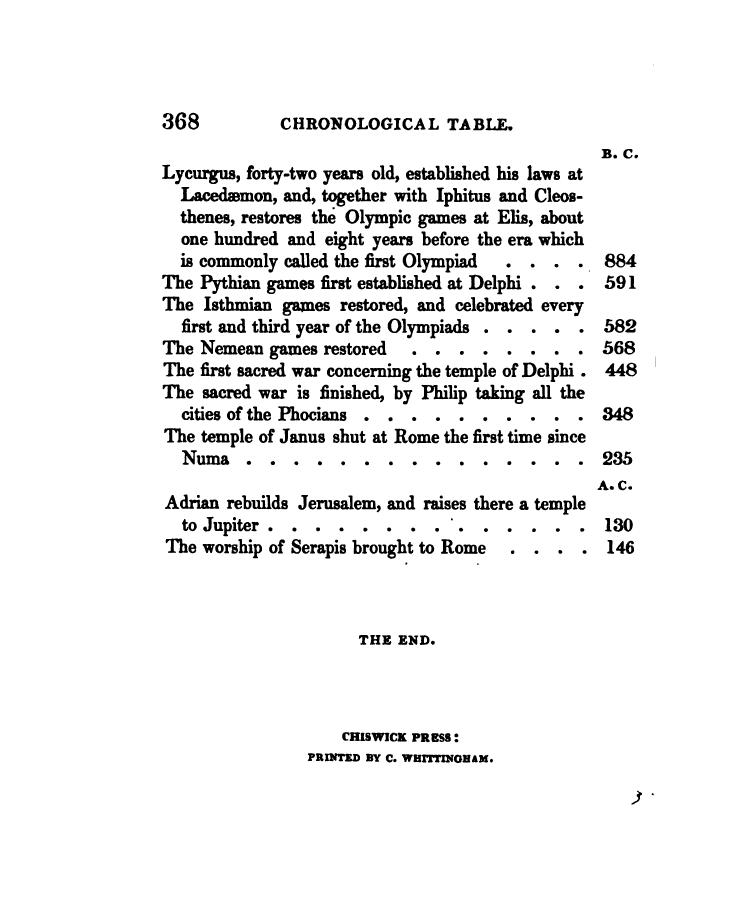 368 CHRONOLOGICAL TABLE.
B. C.
Lycurgus, forty-two years old, established his laws at
Lacedæmon, and, together with Iphitus and Cleos-
thenes, restores the Olympic games at Elis, about
one hundred and eight years before the era which
is commonly called the first Olympiad . . . . 884
The Pythian games first established at Delphi . . . 591
The Isthmian games restored, and celebrated every
first and third year of the Olympiads . . . . . 582
The Nemean games restored . . . . . . . . 568
The first sacred war concerning the temple of Delphi . 448
The sacred war is finished, by Philip taking all the
cities of the Phocians . . . . . . . . . . 348
The temple of Janus shut at Rome the first time since
Numa . . . . . . . . . . . . . . . 235
A. C.
Adrian rebuilds Jerusalem, and raises there a temple
to Jupiter . . . . . . . . . . . . . . 130
The worship of Serapis brought to Rome . . . . 146
THE END.
CHISWICK PRESS:
PRINTED BY C. WHITTINGHAM.
3